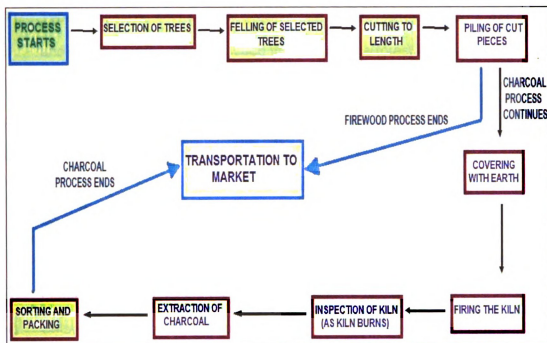 PROCESS
STARTS
SELECTION OF TREES
FELLING OF SELECTED
TREES
CUTTING TO
LENGTH
PILING OF CUT
PIECES
CHARCOAL
PROCESS
CONTINUES
FIREWOOD PROCESS ENDS
TRANSPORTATION TO
MARKET
CHARCOAL
PROCESS ENDS
COVERING
WITH EARTH
FIRING THE KILN
INSPECTION OF KILN
(AS KILN BURNS)
EXTRACTION OF
CHARCOAL
SORTING AND
PACKING